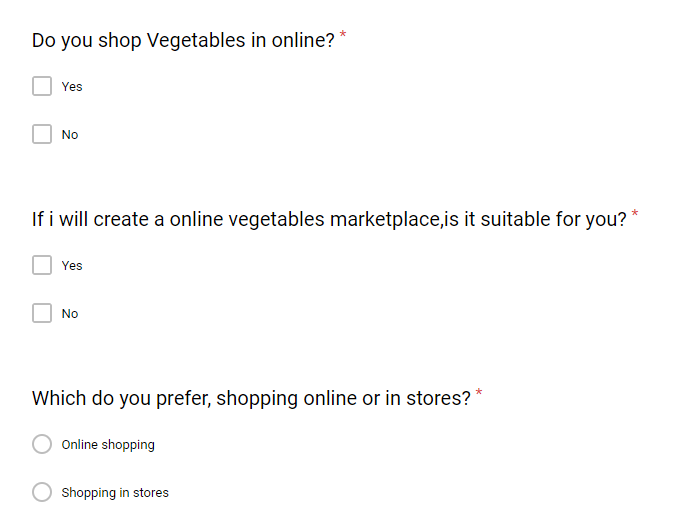 Do you shop Vegetables in online? *
Yes
No
If i will create a online vegetables marketplace,is it suitable for you? *
Yes
No
Which do you prefer, shopping online or in stores? *
Online shopping
Shopping in stores